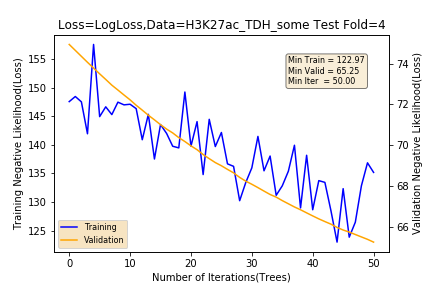 Loss=LogLoss,Data=H3K27ac_TDH_some Test Fold=4
Training Negative Likelihood(Loss)
155
150
145
140
135
130
125
Min Train = 122.97
Min Valid = 65.25
Min Iter  = 50.00
74
72
70
68
66
Validation Negative Likelihood(Loss)
Training
Validation
0
10
20
30
40
50
Number of Iterations(Trees)